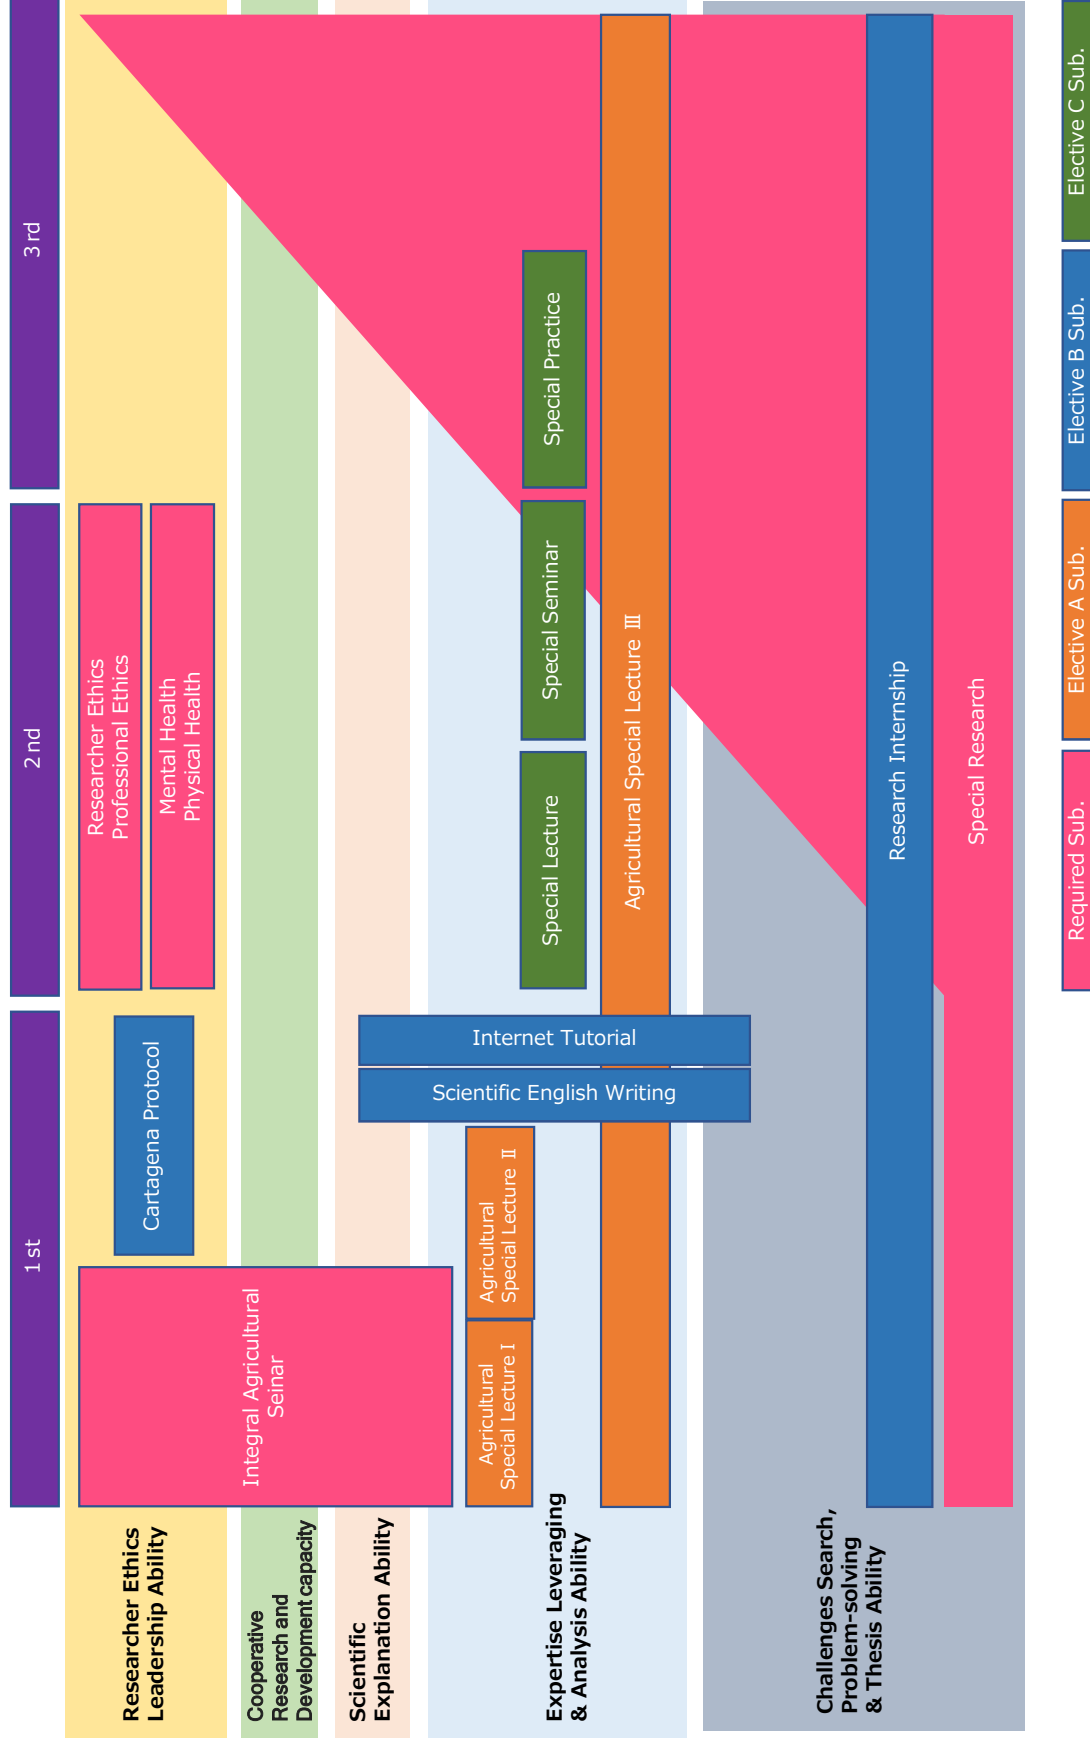 1st
2nd
3rd
Researcher Ethics
Leadership Ability
Researcher Ethics
Professional Ethics
Mental Health
Physical Health
Cartagena Protocol
Integral Agricultural
Seinar
Cooperative
Research and
Development capacity
Scientific
Explanation Ability
Expertise Leveraging
& Analysis Ability
Agricultural
Special Lecture Ⅰ
Agricultural
Special Lecture Ⅱ
Scientific English Writing
Internet Tutorial
Special Lecture
Special Seminar
Special Practice
Agricultural Special Lecture Ⅲ
Challenges Search,
Problem-solving
& Thesis Ability
Research Internship
Special Research
Required Sub.
Elective A Sub.
Elective B Sub.
Elective C Sub.